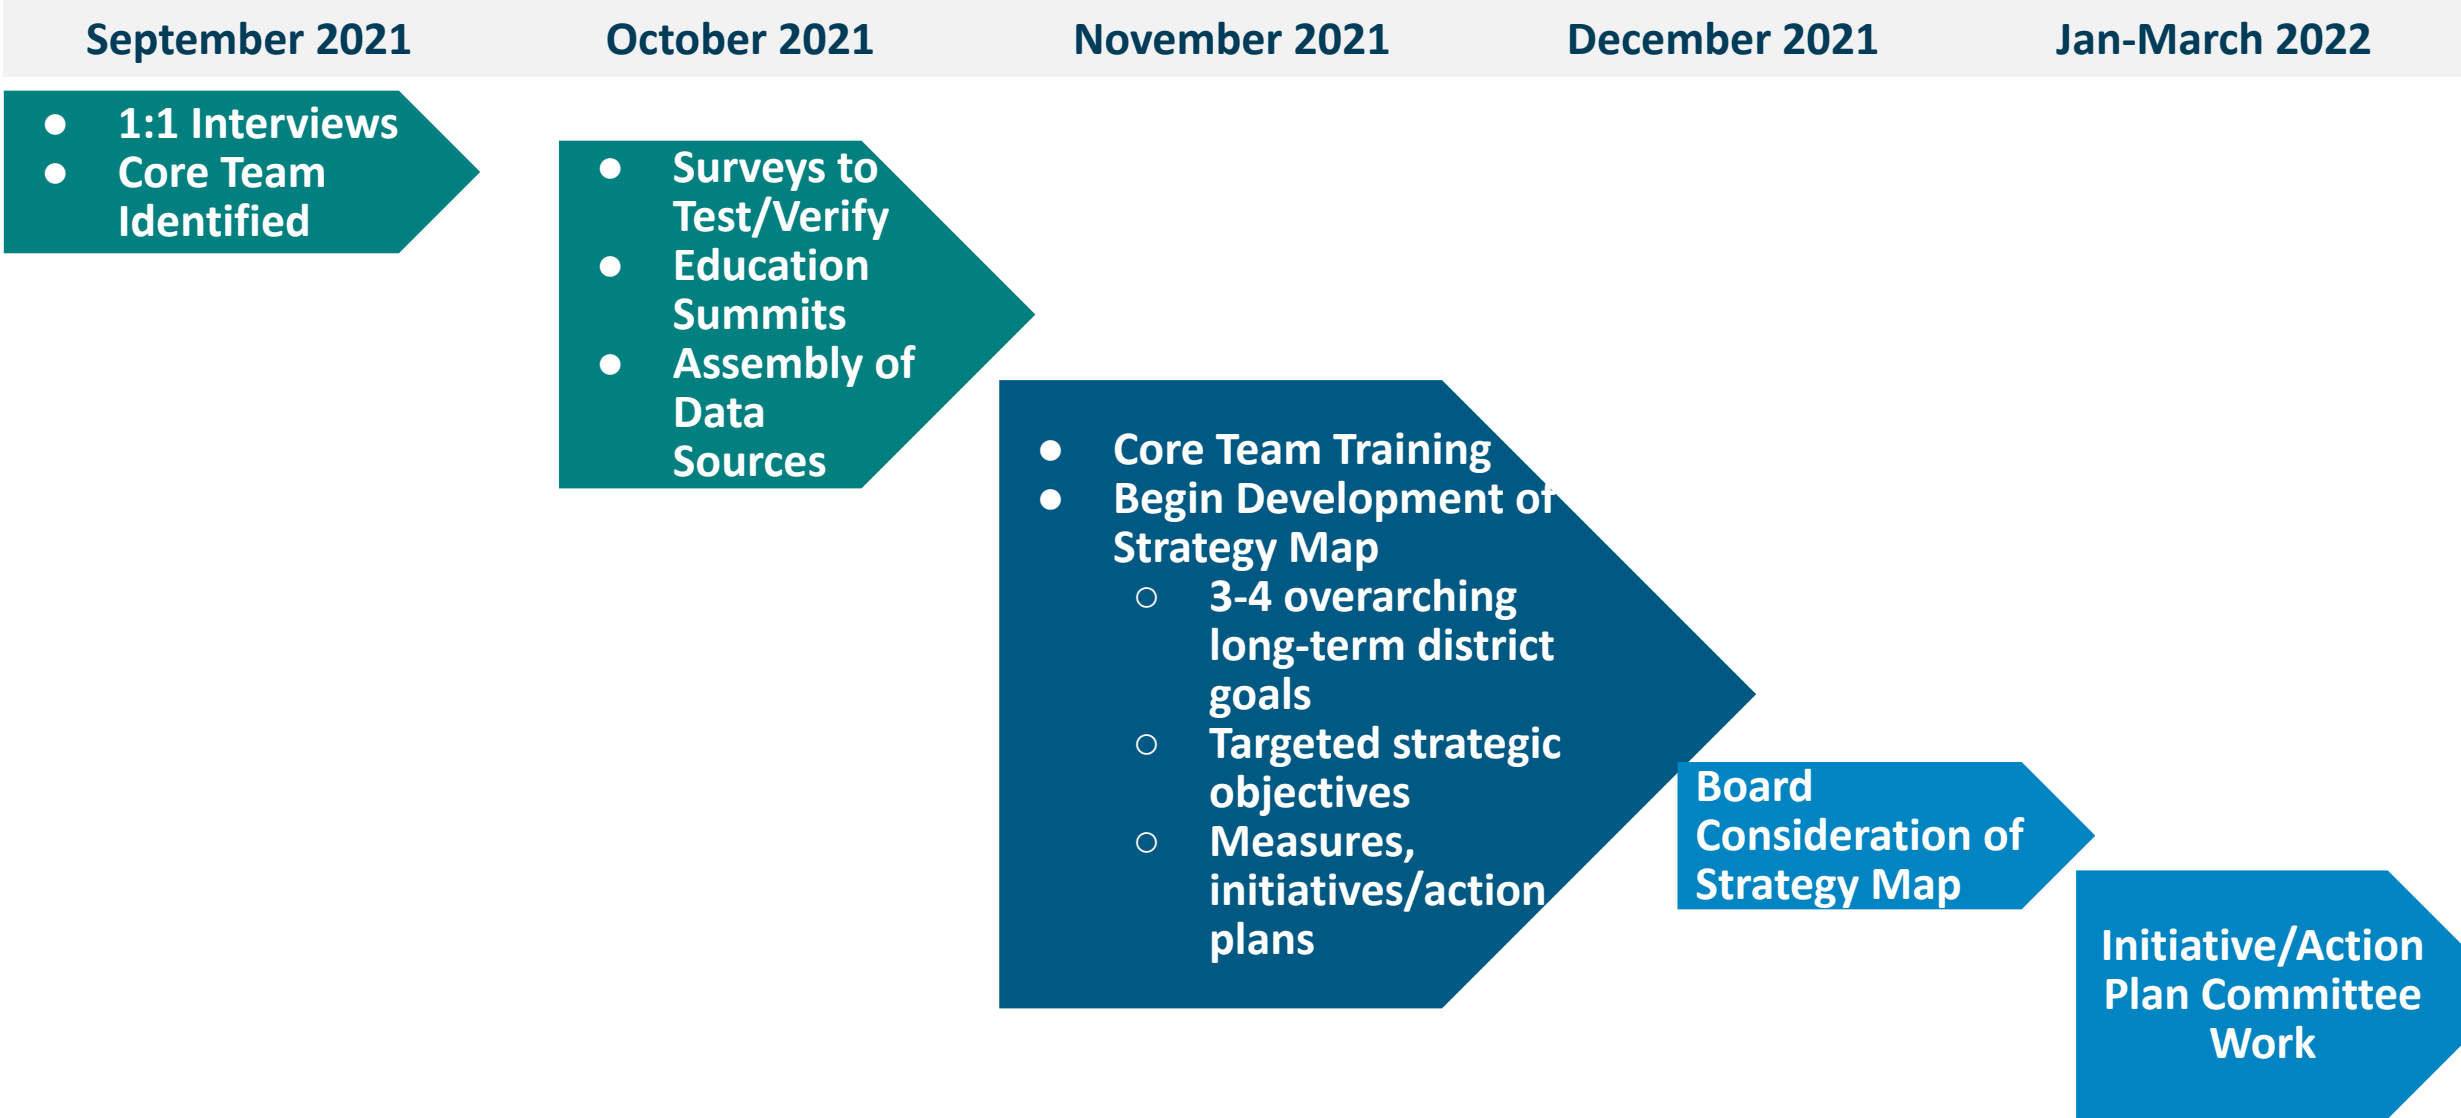 September 2021
October 2021
November 2021
December 2021
Jan-March 2022
● 1:1 Interviews
● Core Team
Identified
● Surveys to
Test/Verify
● Education
Summits
● Assembly of
Data
Sources
● Core Team Training
● Begin Development of
Strategy Map
○ 3-4 overarching
long-term district
goals
○ Targeted strategic
objectives
○ Measures,
initiatives/action
plans
Board
Consideration of
Strategy Map
Initiative/Action
Plan Committee
Work